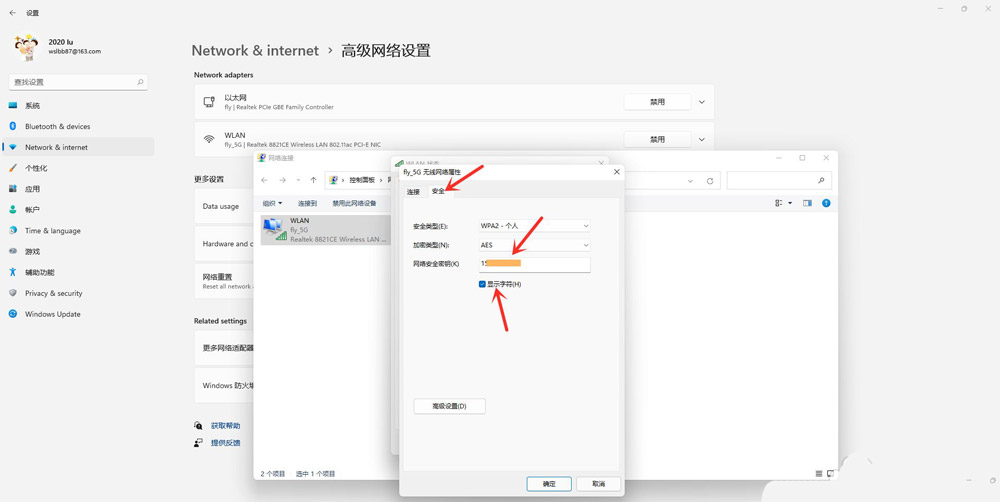 设置
2020 lu
wslbb87@163.com
查找设置
系统
Bluetooth & devices
Network & internet
个性化
应用
帐户
Time & language
游戏
辅助功能
Privacy & security
Windows Update
Network & internet › 高级网络设置
Network adapters
以太网
fly | Realtek PCIe GBE Family Controller
禁用
WLAN
fly_5G | Realtek 8821CE Wireless LAN 802.11ac PCI-E NIC
禁用
更多设置
Data usage
Hardware and c
网络重置
Reset all network a
Related settings
更多网络适配器
Windows 防火墙
获取帮助
提供反馈
网络连接
控制面板
组织
连接到
禁用此网络设备
WLAN
fly_5G
Realtek 8821CE Wireless LAN ...
2 个项目
选中 1 个项目
WLAN 状态
fly_5G 无线网络属性
连接
安全
安全类型(E):
WPA2 - 个人
加密类型(N):
AES
网络安全密钥(K)
15
显示字符(H)
高级设置(D)
确定
取消